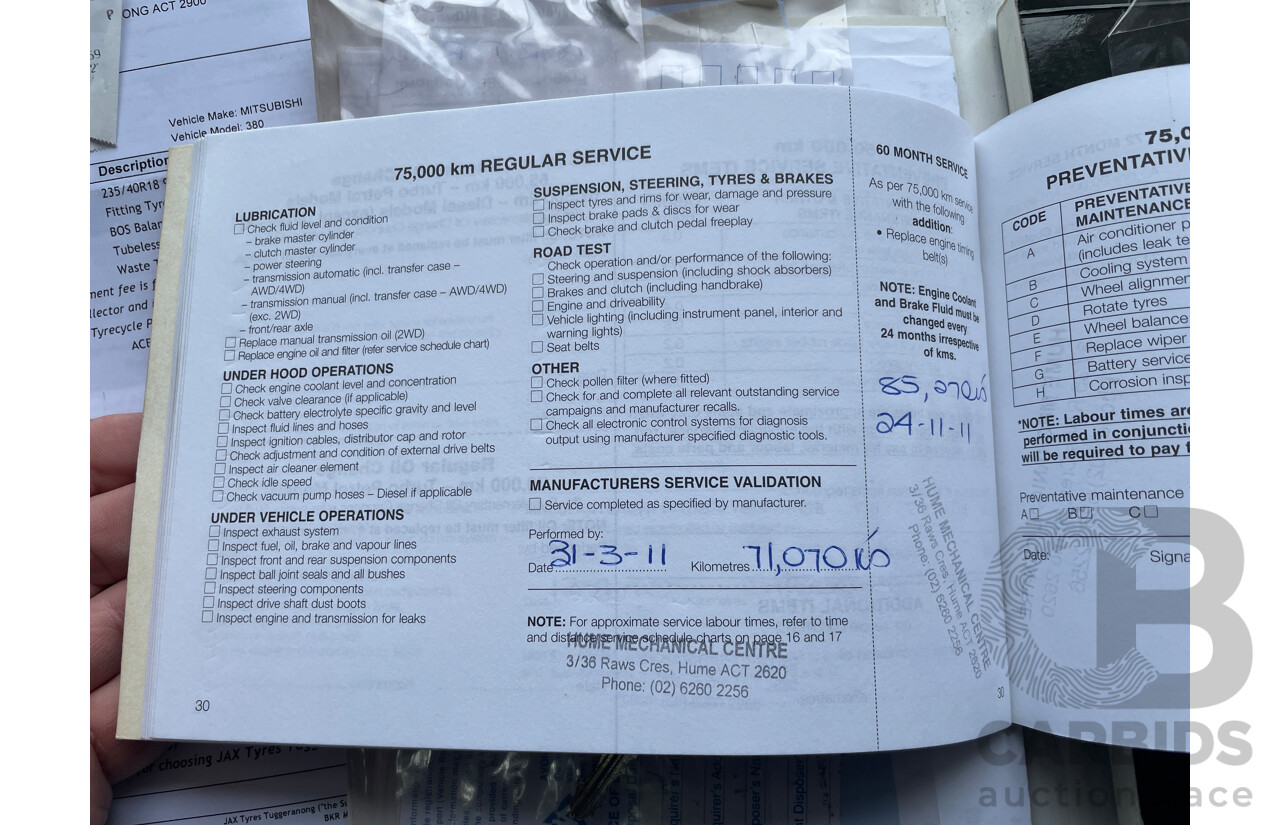 ONG ACT 2900
Vehicle Make: MITSUBISHI
Vehicle Model: 380
Description
235/40R18
Fitting Tyr
BOS Balan
Tubeless
Waste
ment fee is
llector and
Tyrecycle P
ACE
75,000 km REGULAR SERVICE
LUBRICATION
Check fluid level and condition
– brake master cylinder
– clutch master cylinder
– power steering
– transmission automatic (incl. transfer case –
AWD/4WD)
– transmission manual (incl. transfer case – AWD/4WD)
(exc. 2WD)
– front/rear axle
Replace manual transmission oil (2WD)
Replace engine oil and filter (refer service schedule chart)
UNDER HOOD OPERATIONS
Check engine coolant level and concentration
Check valve clearance (if applicable)
Check battery electrolyte specific gravity and level
Inspect fluid lines and hoses
Inspect ignition cables, distributor cap and rotor
Check adjustment and condition of external drive belts
Inspect air cleaner element
Check idle speed
Check vacuum pump hoses – Diesel if applicable
UNDER VEHICLE OPERATIONS
Inspect exhaust system
Inspect fuel, oil, brake and vapour lines
Inspect front and rear suspension components
Inspect ball joint seals and all bushes
Inspect steering components
Inspect drive shaft dust boots
Inspect engine and transmission for leaks
30
SUSPENSION, STEERING, TYRES & BRAKES
Inspect tyres and rims for wear, damage and pressure
Inspect brake pads & discs for wear
Check brake and clutch pedal freeplay
ROAD TEST
Check operation and/or performance of the following:
Steering and suspension (including shock absorbers)
Brakes and clutch (including handbrake)
Engine and driveability
Vehicle lighting (including instrument panel, interior and
warning lights)
Seat belts
OTHER
Check pollen filter (where fitted)
Check for and complete all relevant outstanding service
campaigns and manufacturer recalls.
Check all electronic control systems for diagnosis
output using manufacturer specified diagnostic tools.
MANUFACTURERS SERVICE VALIDATION
Service completed as specified by manufacturer.
Performed by:
Date 31-3-11 Kilometres 71,070 KS
NOTE: For approximate service labour times, refer to time
and distance service schedule charts on page 16 and 17
HUME MECHANICAL CENTRE
3/36 Raws Cres, Hume ACT 2620
Phone: (02) 6260 2256
60 MONTH SERVICE
As per 75,000 km service
with the following
addition:
• Replace engine timing
belt(s)
NOTE: Engine Coolant
and Brake Fluid must be
changed every
24 months irrespective
of kms.
85,270 KS
24-11-11
HUME MECHANICAL CENTRE
3/36 Raws Cres, Hume ACT 2620
Phone: (02) 6260 2256
30
75,0
PREVENTATIV
CODE PREVENTATIVE
MAINTENANCE
A Air conditioner p
(includes leak te
B Cooling system
C Wheel alignmen
D Rotate tyres
E Wheel balance
F Replace wiper
G Battery service
H Corrosion insp
*NOTE: Labour times are
performed in conjuncti
will be required to pay f
Preventative maintenance
A B C
Date: Signa
for choosing JAX Tyres Tugg
JAX Tyres Tuggeranong ("the S
BKR
CB
CARBIDS
auctionplace